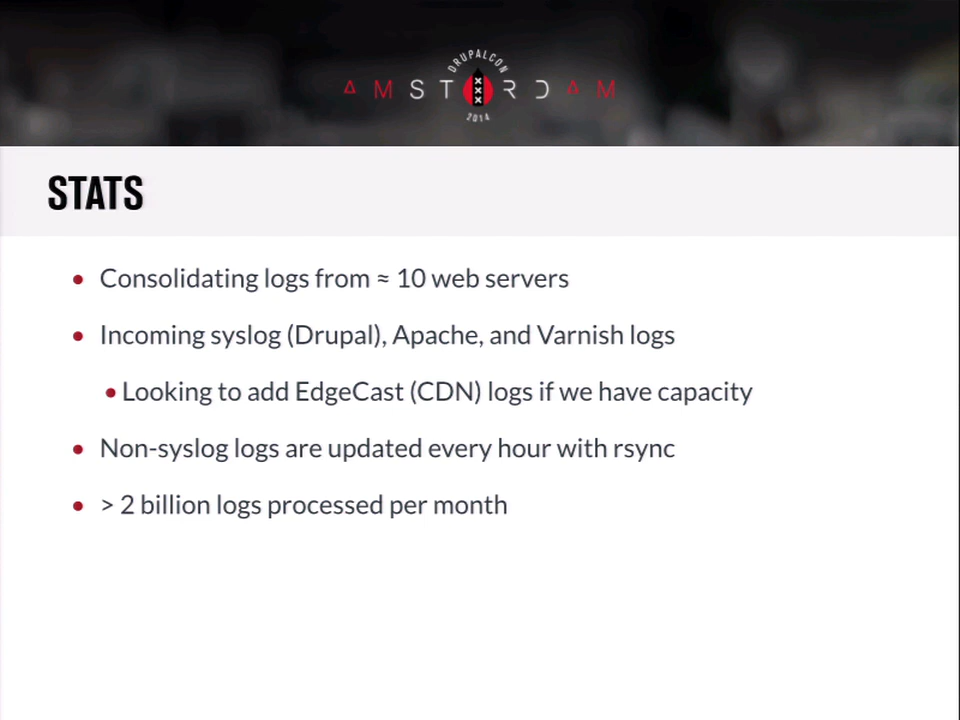 DRUPALCON
AMSTERDAM
2014
STATS
• Consolidating logs from ≈ 10 web servers
• Incoming syslog (Drupal), Apache, and Varnish logs
• Looking to add EdgeCast (CDN) logs if we have capacity
• Non-syslog logs are updated every hour with rsync
• > 2 billion logs processed per month